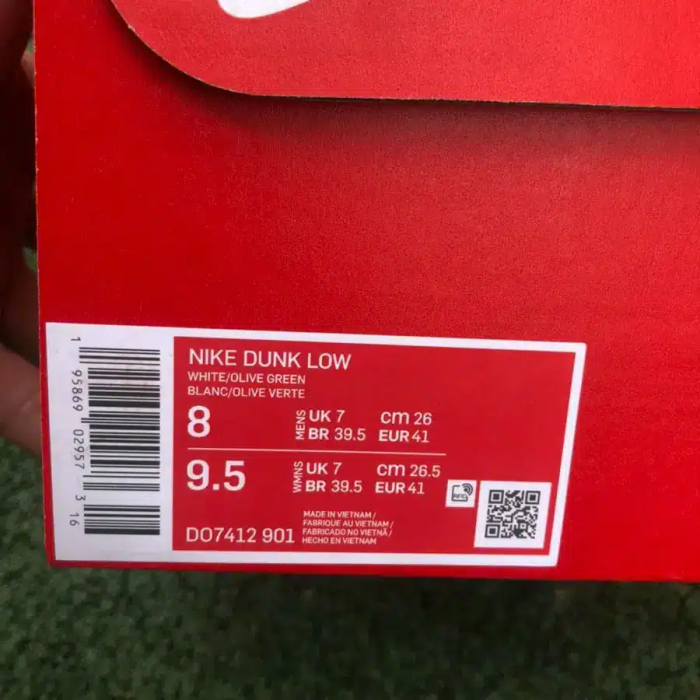 NIKE DUNK LOW
WHITE/OLIVE GREEN
BLANC/OLIVE VERTE
8 MENS UK 7 cm 26
BR 39.5 EUR 41
9.5 WMNS UK 7 cm 26.5
BR 39.5 EUR 41
DO7412 901
MADE IN VIETNAM /
FABRIQUE AU VIETNAM /
FABRICADO NO VIETNÃ /
HECHO EN VIETNAM
RFID
1 95869 02957 3 16